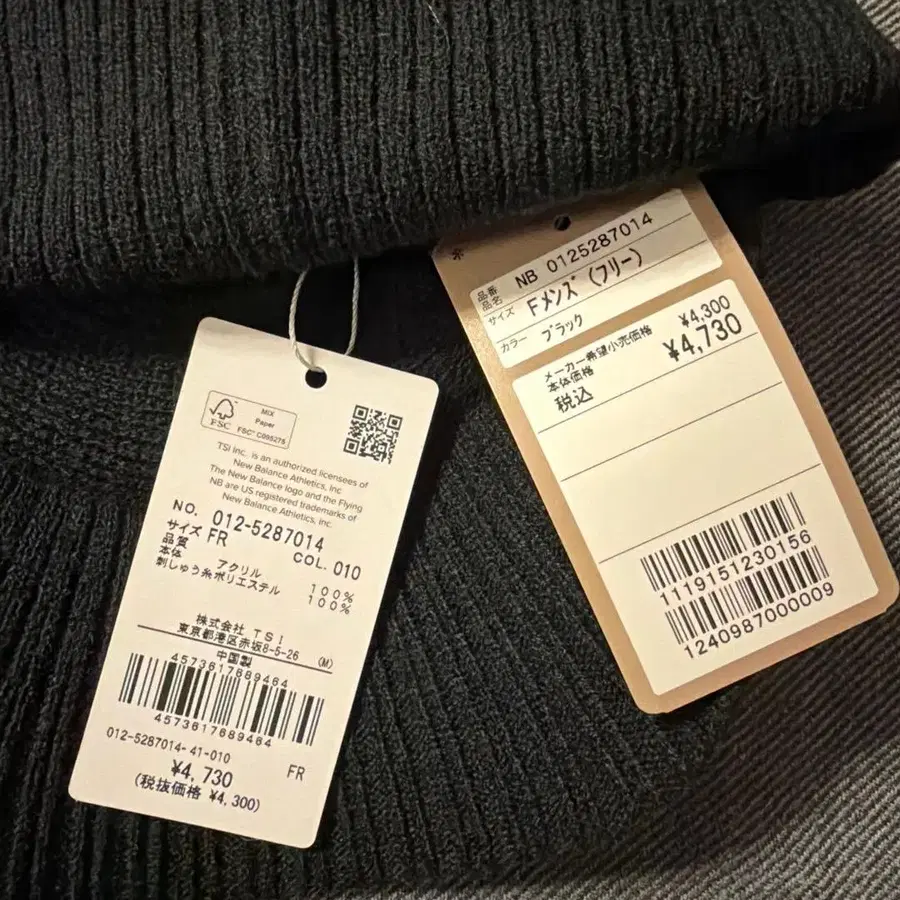 MIX
Paper
FSC
FSC® C095275
TSI Inc. is an authorized licensees of
New Balance Athletics, Inc
The New Balance logo and the Flying
NB are US registered trademarks of
New Balance Athletics, inc.
NO. 012-5287014
サイズ FR COL. 010
品質
本体 アクリル 100%
刺しゅう糸ポリエステル 100%
株式会社 TSI
東京都港区赤坂8-5-26 (M)
中国製
4573617689464
4573617689464
012-5287014-41-010
¥4,730 FR
(税抜価格 ¥4,300)
品番 NB 0125287014
品名
サイズ Fメンズ (フリー)
カラー ブラック
メーカー希望小売価格
本体価格 ¥4,300
税込 ¥4,730
1119151230156
1240987000009